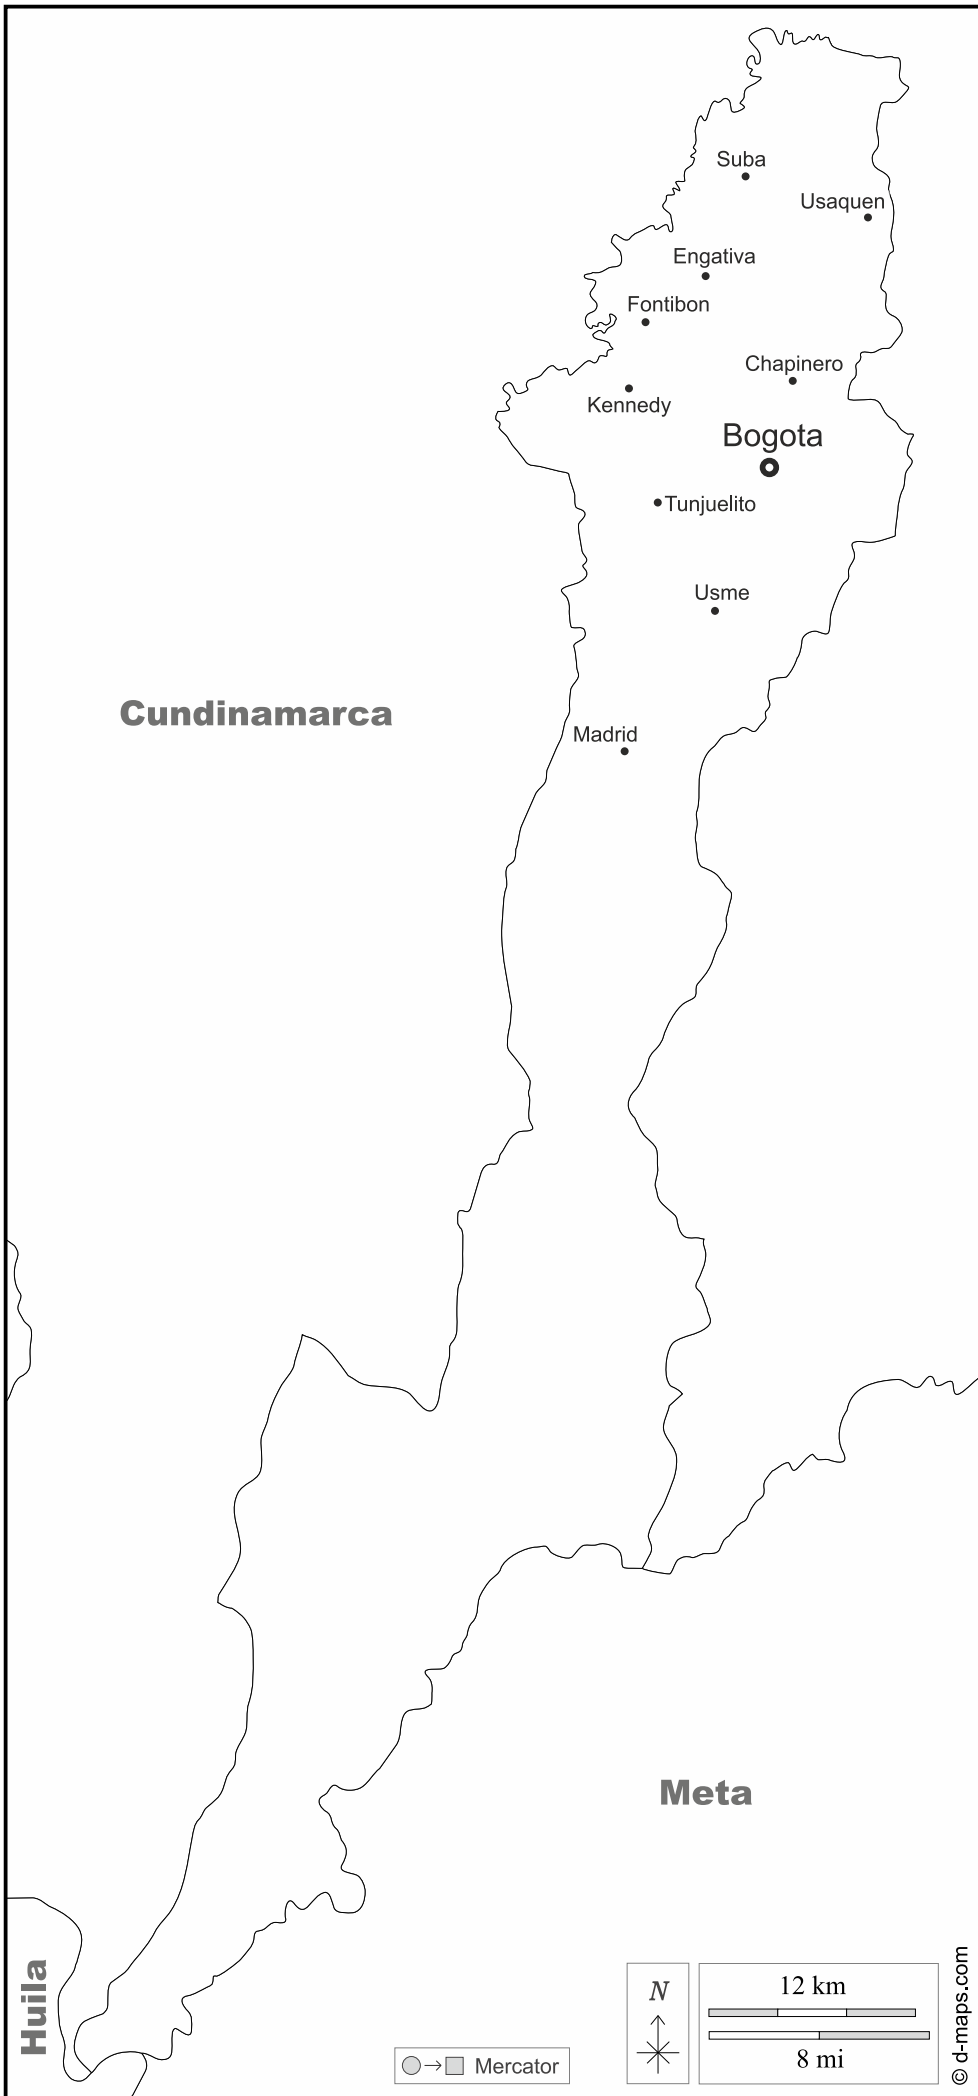 Suba
Usaquen
Engativa
Fontibon
Chapinero
Kennedy
Bogota
Tunjuelito
Usme
Cundinamarca
Madrid
Meta
Huila
Mercator
N
12 km
8 mi
© d-maps.com